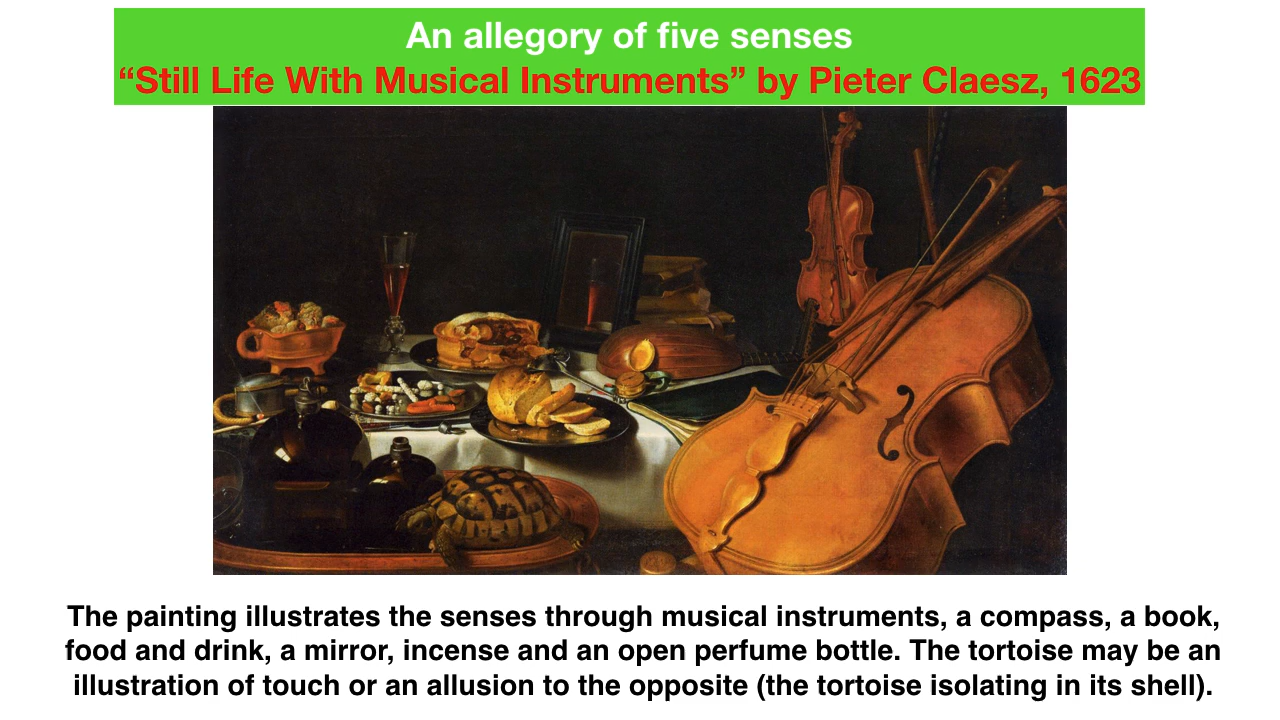 An allegory of five senses
“Still Life With Musical Instruments” by Pieter Claesz, 1623
The painting illustrates the senses through musical instruments, a compass, a book,
food and drink, a mirror, incense and an open perfume bottle. The tortoise may be an
illustration of touch or an allusion to the opposite (the tortoise isolating in its shell).